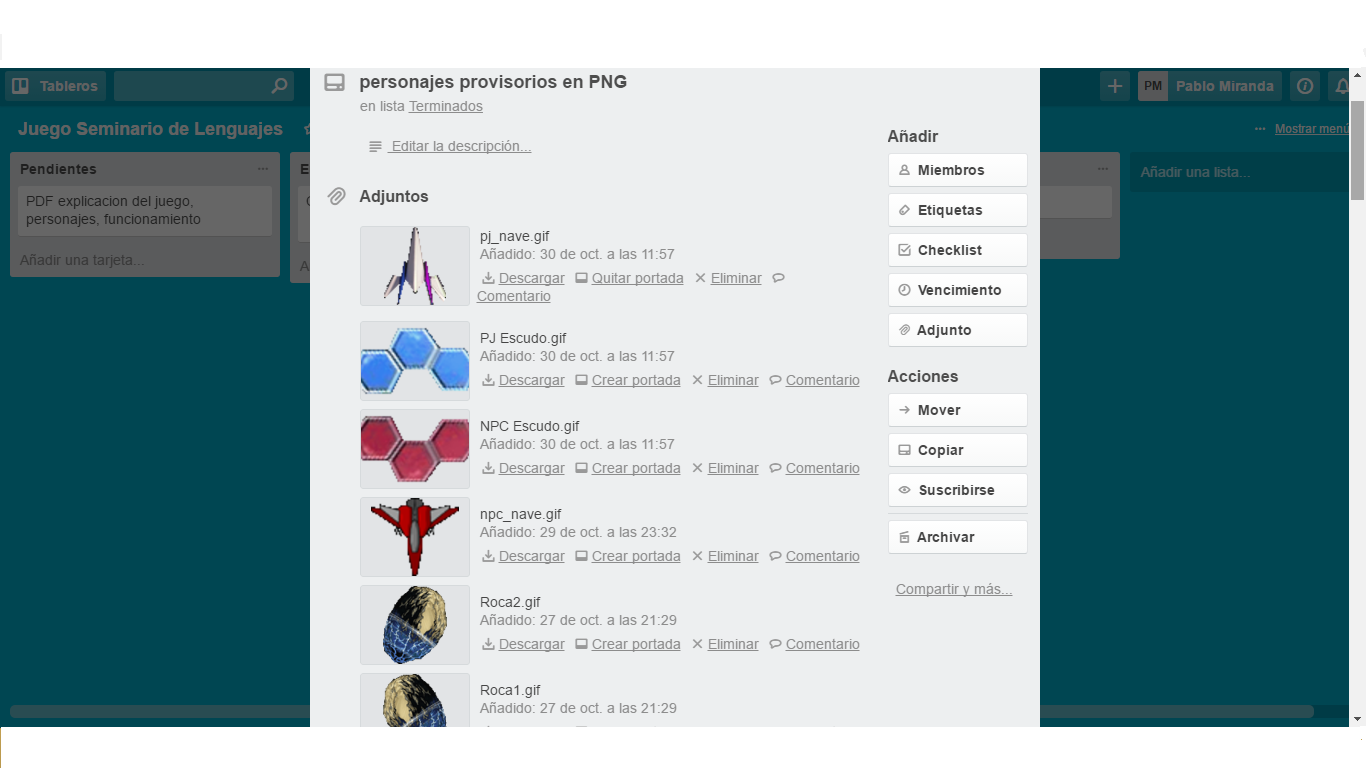 Tableros
PM Pablo Miranda
Juego Seminario de Lenguajes
... Mostrar menú
Pendientes ...
PDF explicacion del juego,
personajes, funcionamiento
Añadir una tarjeta...
E
A
...
Añadir una lista...
personajes provisorios en PNG
en lista Terminados
Editar la descripción...
Adjuntos
pj_nave.gif
Añadido: 30 de oct. a las 11:57
Descargar Quitar portada Eliminar
Comentario
PJ Escudo.gif
Añadido: 30 de oct. a las 11:57
Descargar Crear portada Eliminar Comentario
NPC Escudo.gif
Añadido: 30 de oct. a las 11:57
Descargar Crear portada Eliminar Comentario
npc_nave.gif
Añadido: 29 de oct. a las 23:32
Descargar Crear portada Eliminar Comentario
Roca2.gif
Añadido: 27 de oct. a las 21:29
Descargar Crear portada Eliminar Comentario
Roca1.gif
Añadido: 27 de oct. a las 21:29
Añadir
Miembros
Etiquetas
Checklist
Vencimiento
Adjunto
Acciones
Mover
Copiar
Suscribirse
Archivar
Compartir y más...